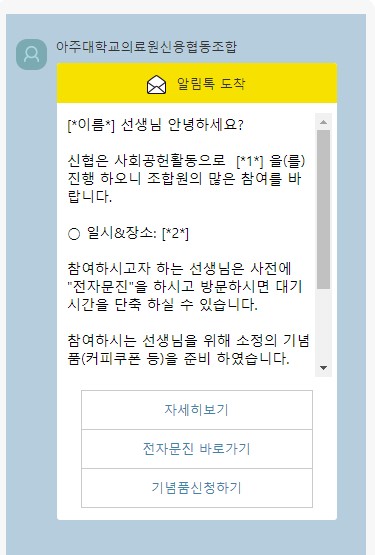 아주대학교의료원신용협동조합
알림톡 도착
[*이름*] 선생님 안녕하세요?
신협은 사회공헌활동으로 [*1*] 을(를)
진행 하오니 조합원의 많은 참여를 바
랍니다.
○ 일시&장소: [*2*]
참여하시고자 하는 선생님은 사전에
"전자문진"을 하시고 방문하시면 대기
시간을 단축 하실 수 있습니다.
참여하시는 선생님을 위해 소정의 기념
품(커피쿠폰 등)을 준비 하였습니다.
자세히보기
전자문진 바로가기
기념품신청하기